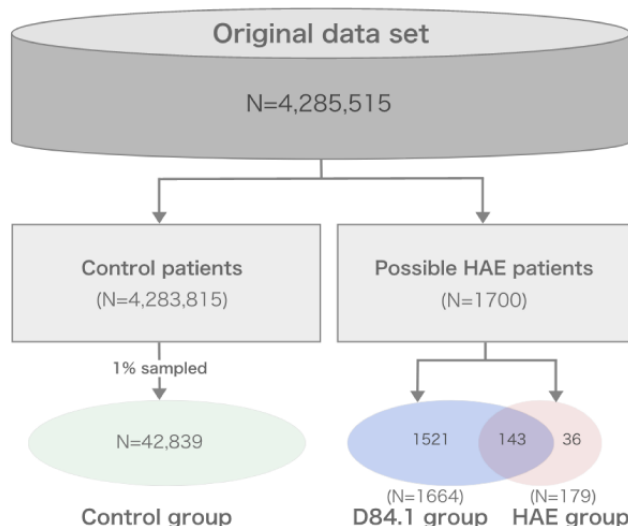 Original data set
N=4,285,515
Control patients
(N=4,283,815)
Possible HAE patients
(N=1700)
1% sampled
N=42,839
1521
143
36
(N=1664)
(N=179)
Control group
D84.1 group
HAE group